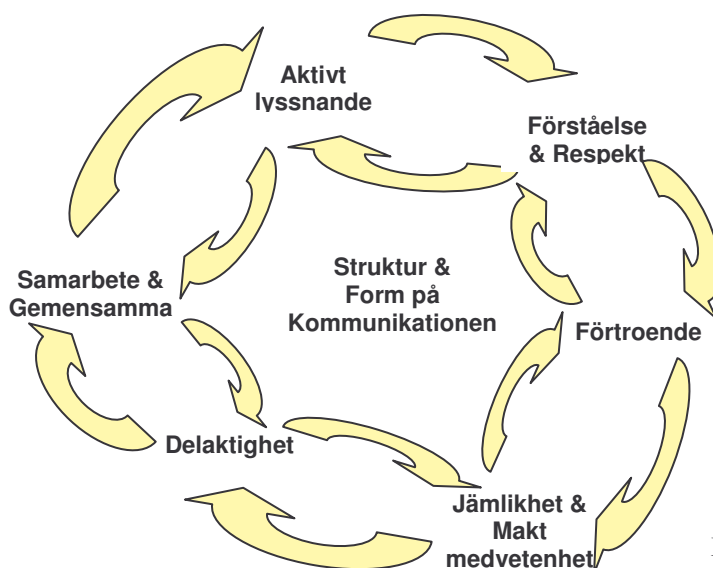 Aktivt
lyssnande
Förståelse
& Respekt
Samarbete &
Gemensamma
Struktur &
Form på
Kommunikationen
Förtroende
Delaktighet
Jämlikhet &
Makt
medvetenhet